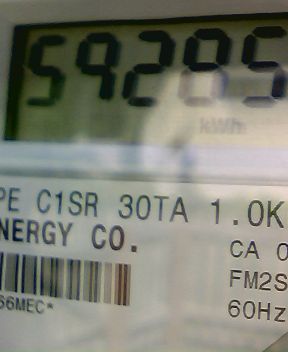 59285
kWh
PE C1SR 30TA 1.0K
NERGY CO.
CA 0
FM2S
66MEC*
60Hz